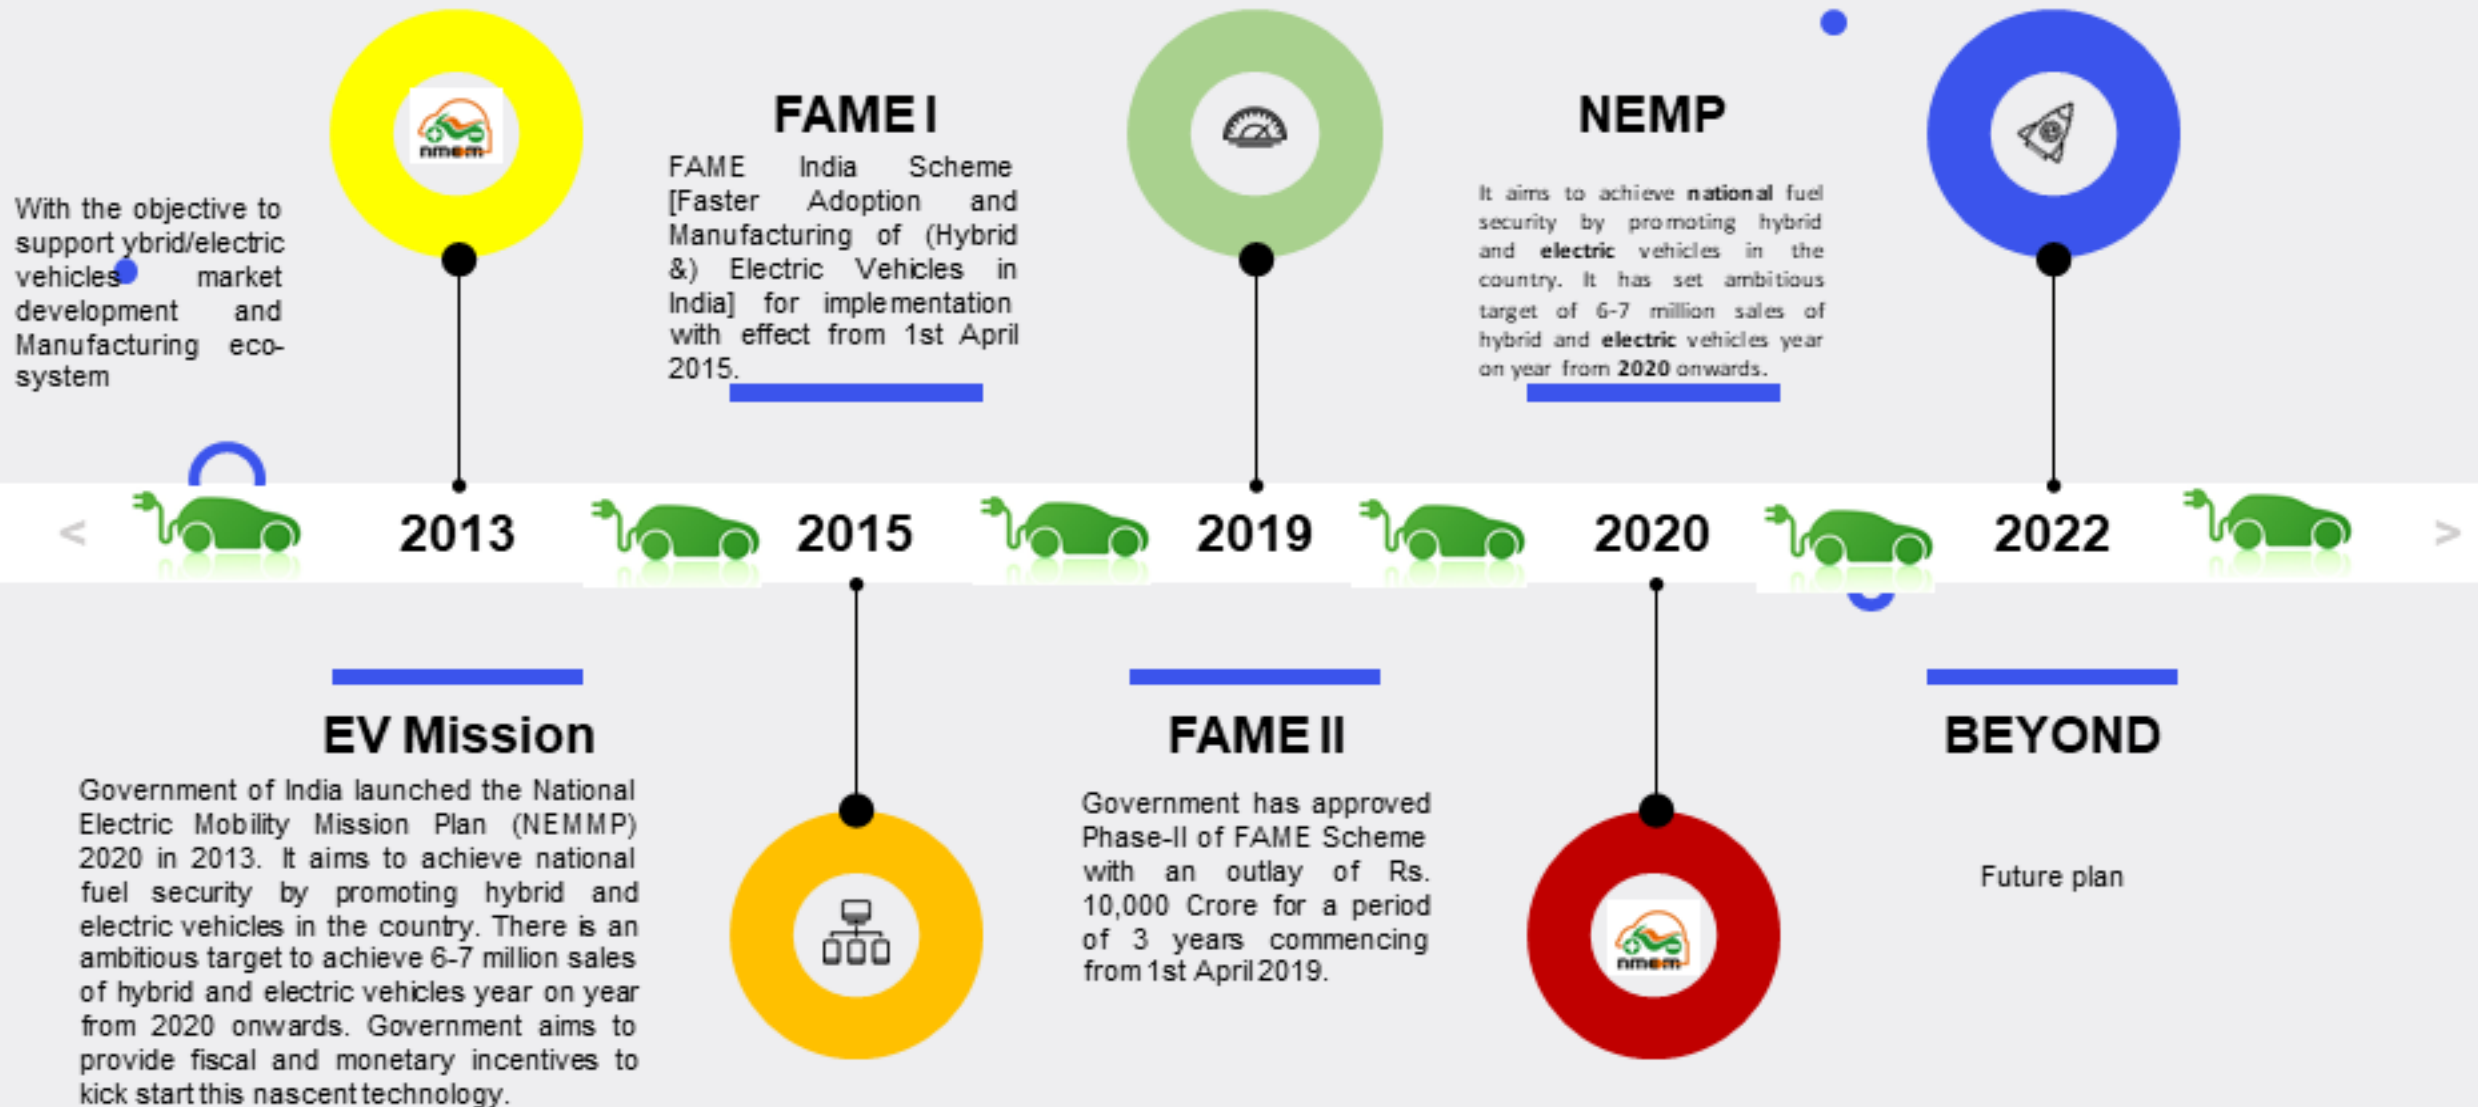 With the objective to
support ybrid/electric
vehicles market
development and
Manufacturing eco-
system
nmem
FAME I
FAME India Scheme
[Faster Adoption and
Manufacturing of (Hybrid
&) Electric Vehicles in
India] for implementation
with effect from 1st April
2015.
NEMP
It aims to achieve national fuel
security by promoting hybrid
and electric vehicles in the
country. It has set ambitious
target of 6-7 million sales of
hybrid and electric vehicles year
on year from 2020 onwards.
< 2013 2015 2019 2020 2022 >
EV Mission
Government of India launched the National
Electric Mobility Mission Plan (NEMMP)
2020 in 2013. It aims to achieve national
fuel security by promoting hybrid and
electric vehicles in the country. There is an
ambitious target to achieve 6-7 million sales
of hybrid and electric vehicles year on year
from 2020 onwards. Government aims to
provide fiscal and monetary incentives to
kick start this nascent technology.
FAME II
Government has approved
Phase-II of FAME Scheme
with an outlay of Rs.
10,000 Crore for a period
of 3 years commencing
from 1st April 2019.
nmem
BEYOND
Future plan